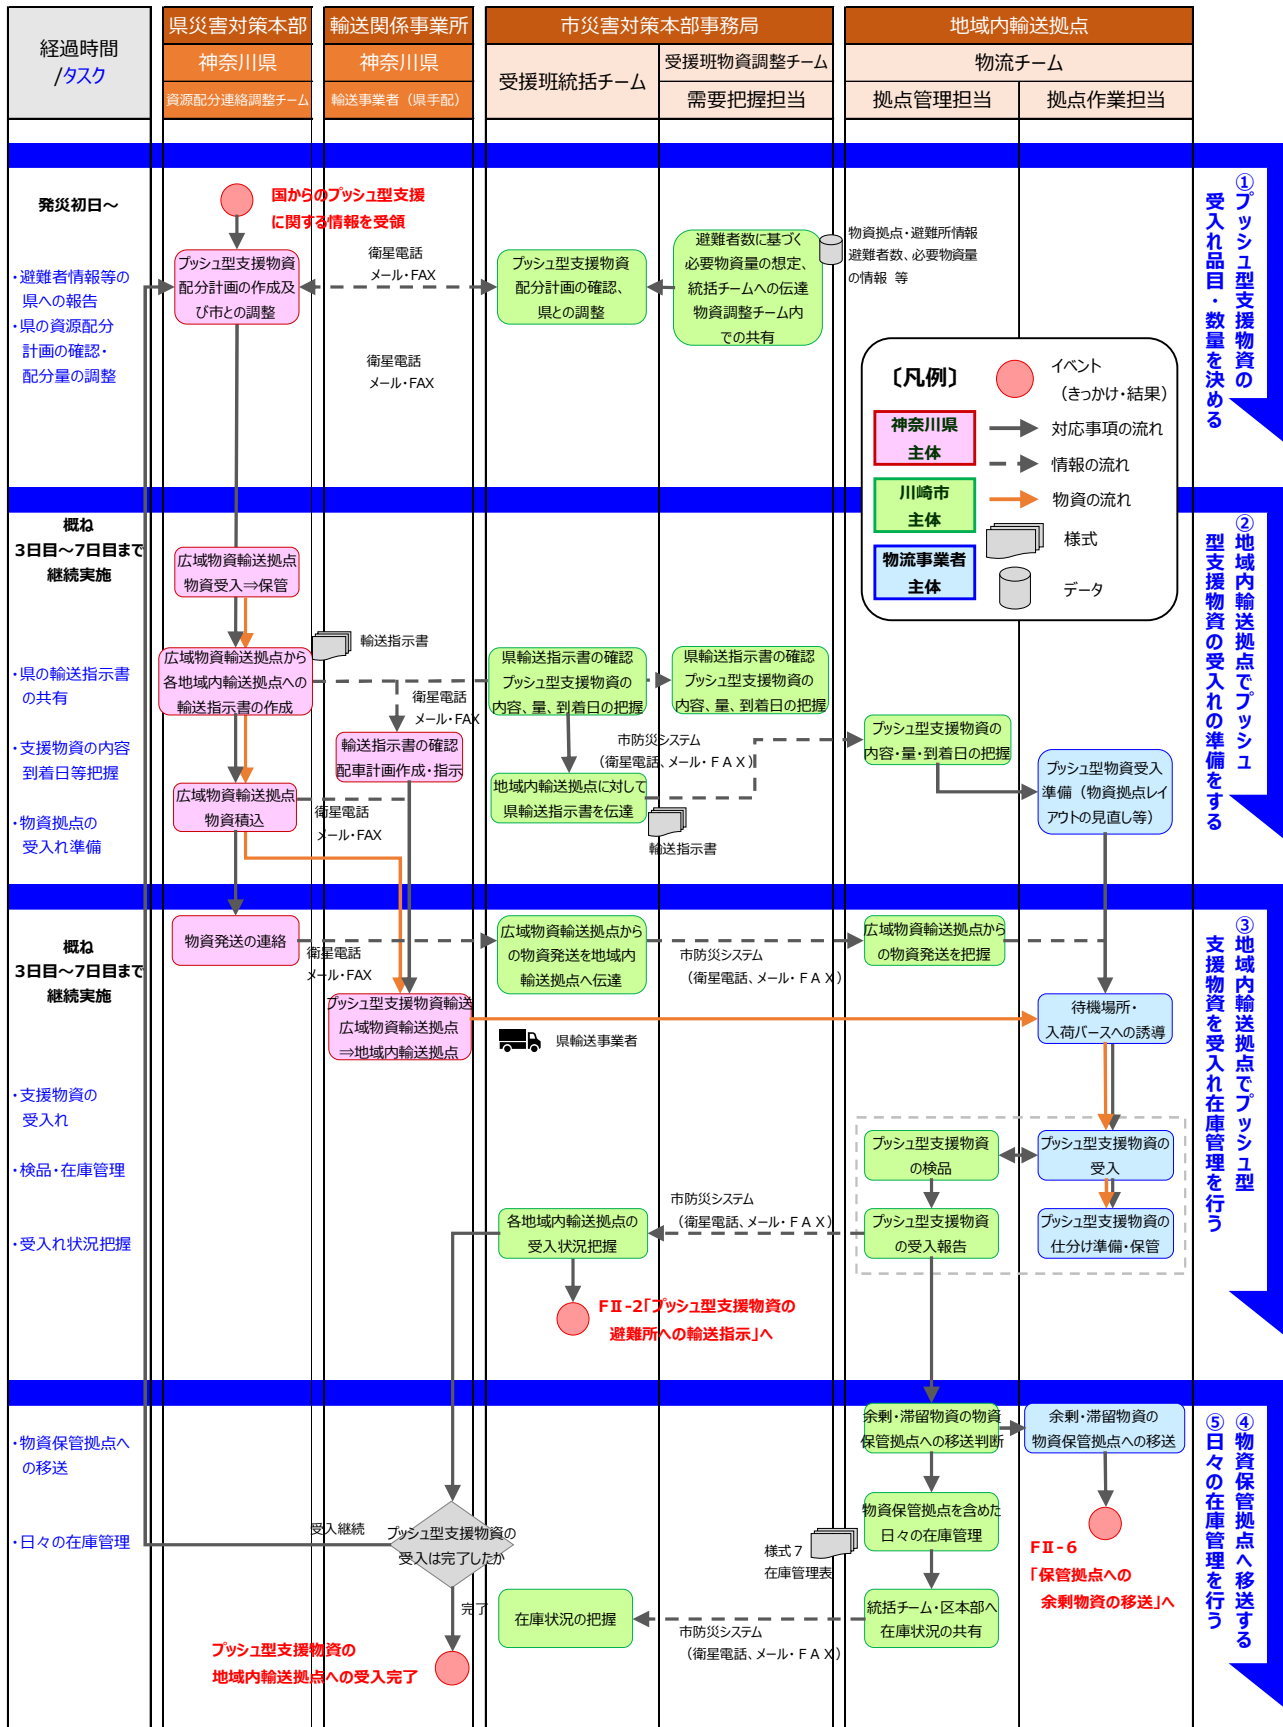 経過時間
/タスク
県災害対策本部
神奈川県
資源配分連絡調整チーム
輸送関係事業所
神奈川県
輸送事業者（県手配）
市災害対策本部事務局
受援班統括チーム
受援班物資調整チーム
需要把握担当
地域内輸送拠点
物流チーム
拠点管理担当
拠点作業担当
①プッシュ型支援物資の
受入れ品目・数量を決める
発災初日～
・避難者情報等の
県への報告
・県の資源配分
計画の確認・
配分量の調整
国からのプッシュ型支援
に関する情報を受領
プッシュ型支援物資
配分計画の作成及
び市との調整
衛星電話
メール・FAX
プッシュ型支援物資
配分計画の確認、
県との調整
避難者数に基づく
必要物資量の想定、
統括チームへの伝達
物資調整チーム内
での共有
物資拠点・避難所情報
避難者数、必要物資量
の情報 等
衛星電話
メール・FAX
〔凡例〕
イベント
（きっかけ・結果）
神奈川県
主体
対応事項の流れ
情報の流れ
川崎市
主体
物資の流れ
様式
物流事業者
主体
データ
②地域内輸送拠点でプッシュ
型支援物資の受入れの準備をする
概ね
3日目～7日目まで
継続実施
・県の輸送指示書
の共有
・支援物資の内容
到着日等把握
・物資拠点の
受入れ準備
広域物資輸送拠点
物資受入⇒保管
輸送指示書
広域物資輸送拠点から
各地域内輸送拠点への
輸送指示書の作成
衛星電話
メール・FAX
県輸送指示書の確認
プッシュ型支援物資の
内容、量、到着日の把握
県輸送指示書の確認
プッシュ型支援物資の
内容、量、到着日の把握
輸送指示書の確認
配車計画作成・指示
市防災システム
（衛星電話、メール・ＦＡＸ）
プッシュ型支援物資の
内容・量・到着日の把握
プッシュ型物資受入
準備（物資拠点レイ
アウトの見直し等）
広域物資輸送拠点
物資積込
衛星電話
メール・FAX
地域内輸送拠点に対して
県輸送指示書を伝達
輸送指示書
③地域内輸送拠点でプッシュ型
支援物資を受入れ在庫管理を行う
概ね
3日目～7日目まで
継続実施
・支援物資の
受入れ
・検品・在庫管理
・受入れ状況把握
物資発送の連絡
衛星電話
メール・FAX
広域物資輸送拠点から
の物資発送を地域内
輸送拠点へ伝達
市防災システム
（衛星電話、メール・ＦＡＸ）
広域物資輸送拠点から
の物資発送を把握
プッシュ型支援物資輸送
広域物資輸送拠点
⇒地域内輸送拠点
県輸送事業者
待機場所・
入荷バースへの誘導
プッシュ型支援物資
の検品
プッシュ型支援物資の
受入
市防災システム
（衛星電話、メール・ＦＡＸ）
各地域内輸送拠点の
受入状況把握
プッシュ型支援物資
の受入報告
プッシュ型支援物資の
仕分け準備・保管
FⅡ-2「プッシュ型支援物資の
避難所への輸送指示」へ
④物資保管拠点へ移送する
⑤日々の在庫管理を行う
・物資保管拠点へ
の移送
・日々の在庫管理
余剰・滞留物資の物資
保管拠点への移送判断
余剰・滞留物資の
物資保管拠点への移送
受入継続
プッシュ型支援物資の
受入は完了したか
様式７
在庫管理表
物資保管拠点を含めた
日々の在庫管理
FⅡ-6
「保管拠点への
余剰物資の移送」へ
完了
在庫状況の把握
市防災システム
（衛星電話、メール・ＦＡＸ）
統括チーム・区本部へ
在庫状況の共有
プッシュ型支援物資の
地域内輸送拠点への受入完了